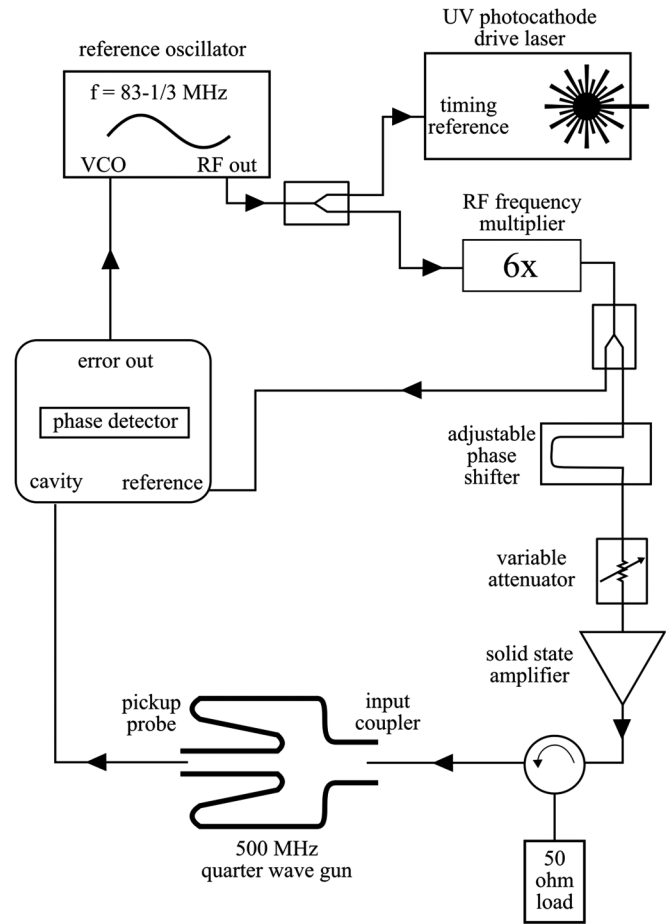 UV photocathode
drive laser
reference oscillator
f = 83-1/3 MHz
VCO
RF out
timing
reference
RF frequency
multiplier
6x
error out
phase detector
cavity
reference
adjustable
phase
shifter
variable
attenuator
solid state
amplifier
pickup
probe
input
coupler
500 MHz
quarter wave gun
50
ohm
load